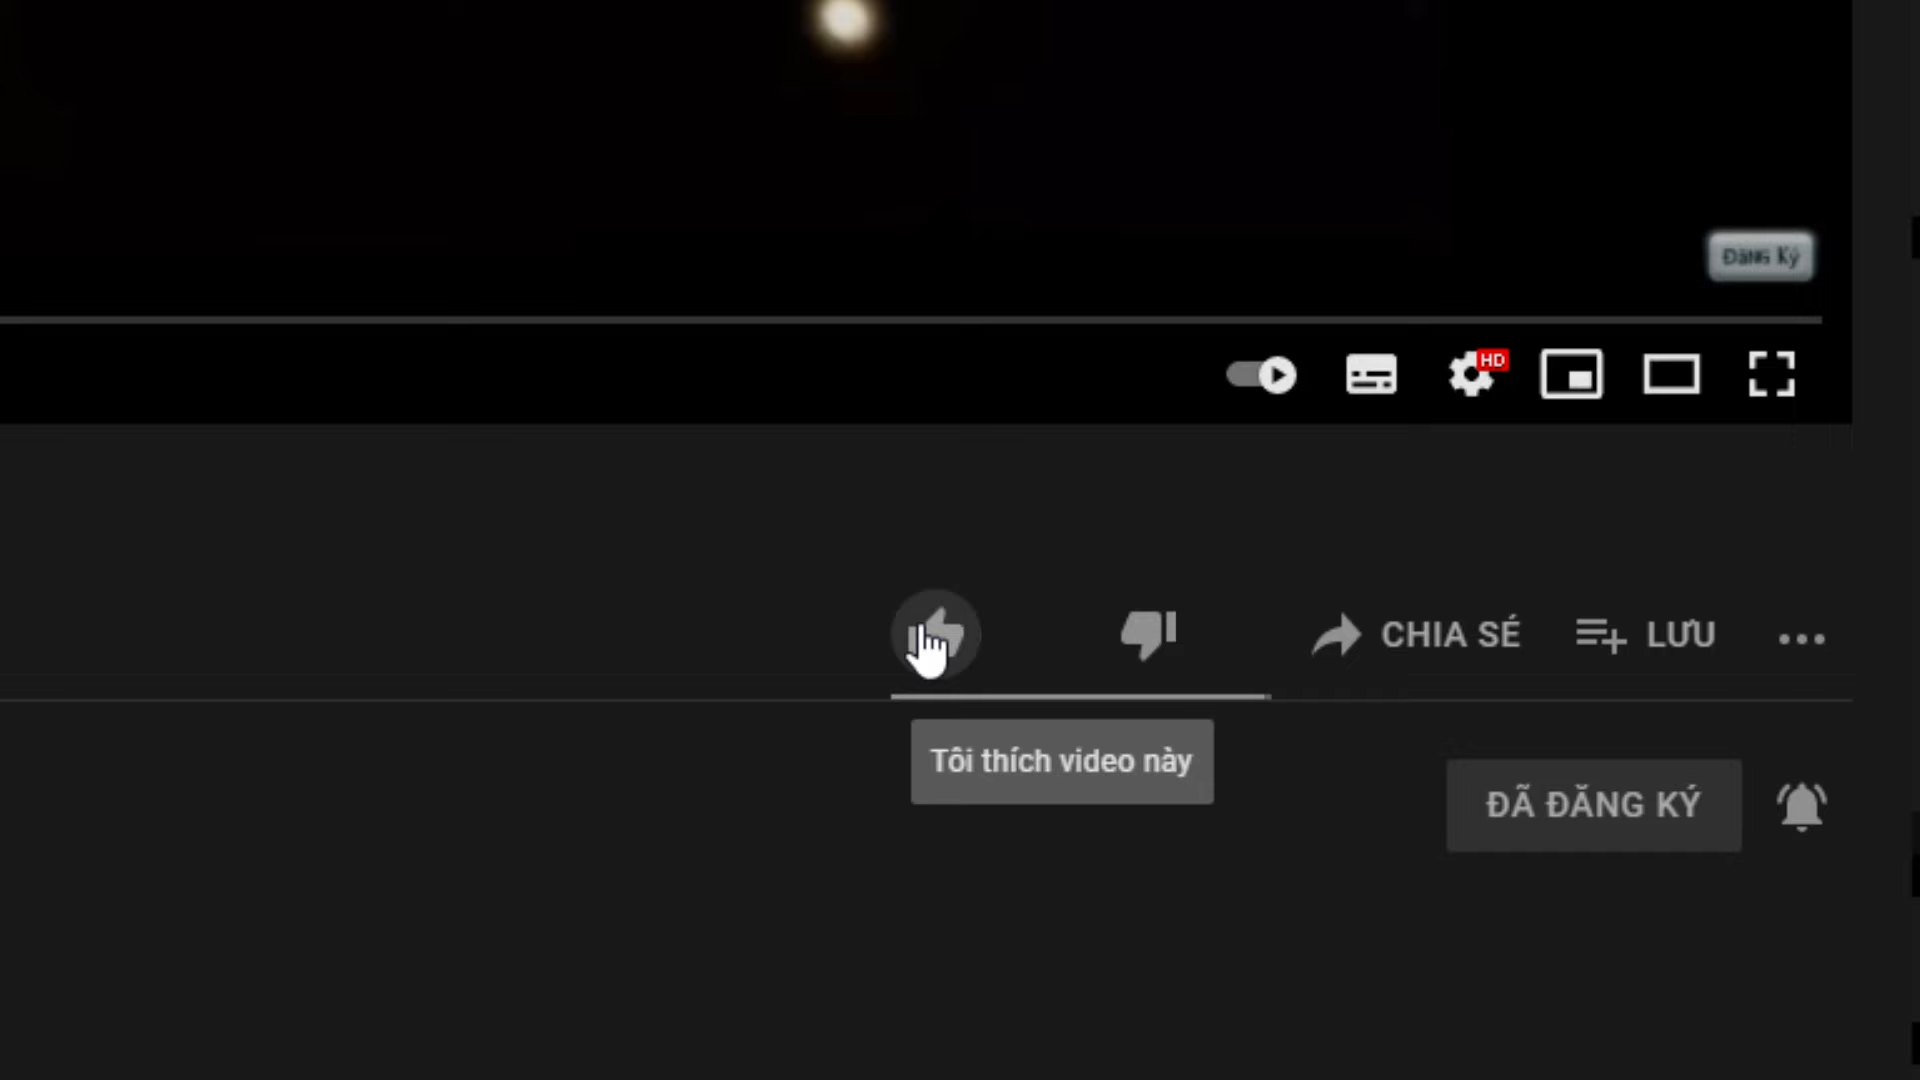 Đăng Ký
HD
CHIA SẺ
LƯU
Tôi thích video này
ĐÃ ĐĂNG KÝ